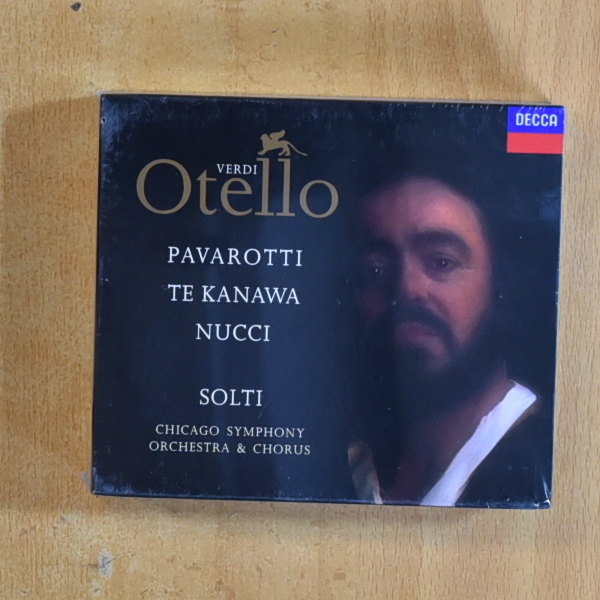 DECCA
VERDI
Otello
PAVAROTTI
TE KANAWA
NUCCI
SOLTI
CHICAGO SYMPHONY
ORCHESTRA & CHORUS